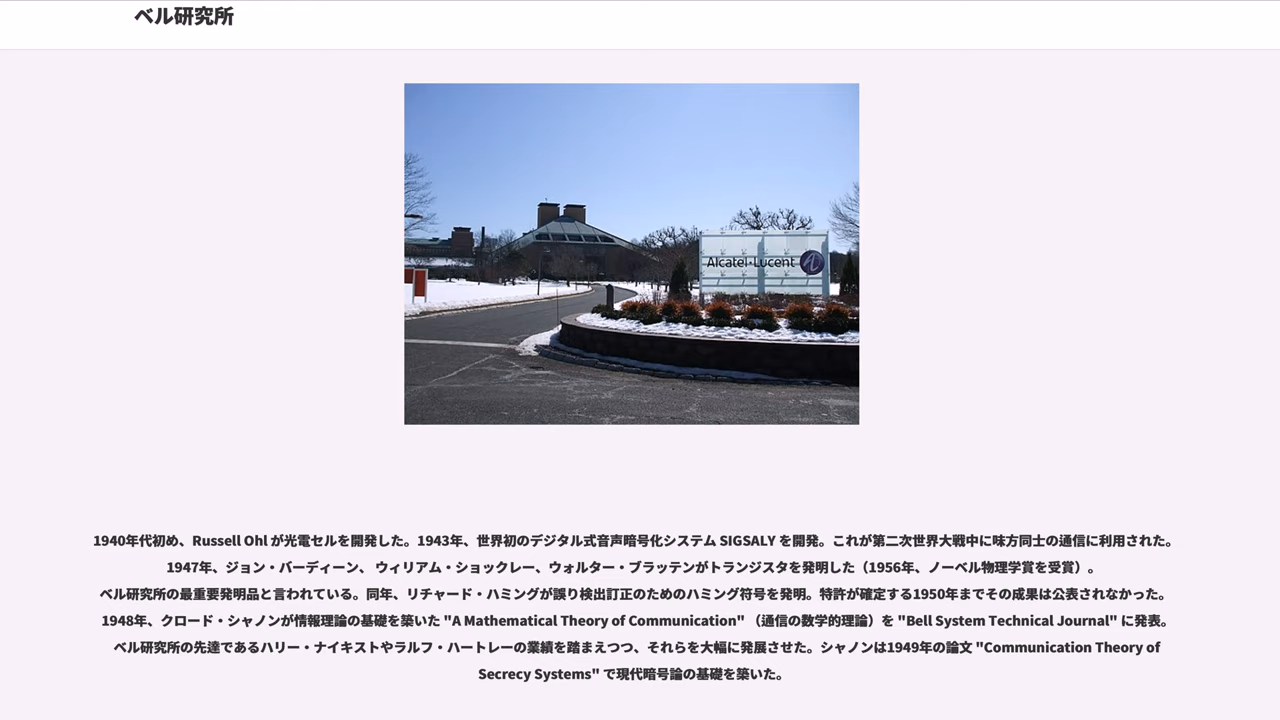 ベル研究所
Alcatel·Lucent
1940年代初め、Russell Ohl が光電セルを開発した。1943年、世界初のデジタル式音声暗号化システム SIGSALY を開発。これが第二次世界大戦中に味方同士の通信に利用された。
1947年、ジョン・バーディーン、 ウィリアム・ショックレー、ウォルター・ブラッテンがトランジスタを発明した（1956年、ノーベル物理学賞を受賞）。
ベル研究所の最重要発明品と言われている。同年、リチャード・ハミングが誤り検出訂正のためのハミング符号を発明。特許が確定する1950年までその成果は公表されなかった。
1948年、クロード・シャノンが情報理論の基礎を築いた "A Mathematical Theory of Communication" （通信の数学的理論）を "Bell System Technical Journal" に発表。
ベル研究所の先達であるハリー・ナイキストやラルフ・ハートレーの業績を踏まえつつ、それらを大幅に発展させた。シャノンは1949年の論文 "Communication Theory of
Secrecy Systems" で現代暗号論の基礎を築いた。